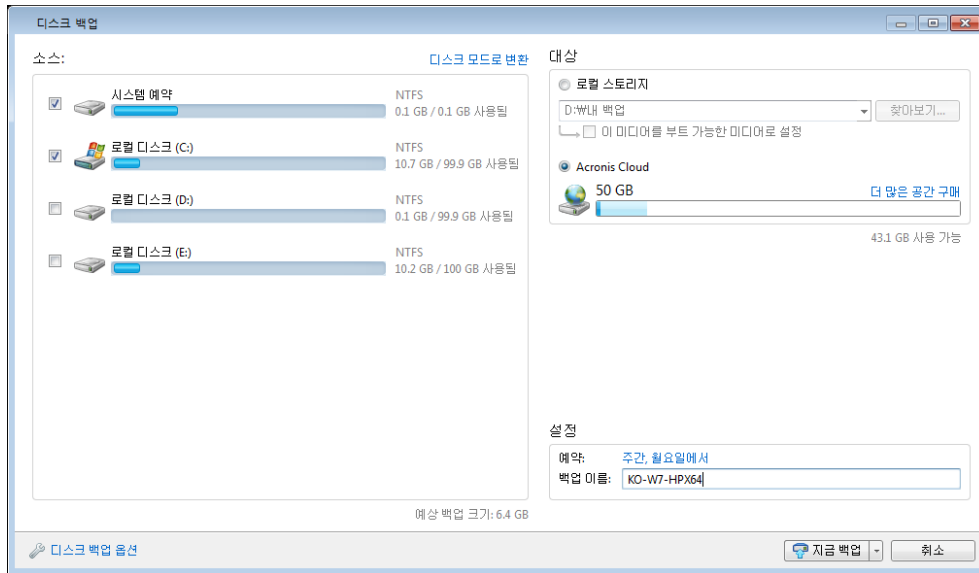 디스크 백업
소스:
디스크 모드로 변환
시스템 예약
NTFS
0.1 GB / 0.1 GB 사용됨
로컬 디스크 (C:)
NTFS
10.7 GB / 99.9 GB 사용됨
로컬 디스크 (D:)
NTFS
0.1 GB / 99.9 GB 사용됨
로컬 디스크 (E:)
NTFS
10.2 GB / 100 GB 사용됨
예상 백업 크기: 6.4 GB
대상
로컬 스토리지
D:₩내 백업
찾아보기...
이 미디어를 부트 가능한 미디어로 설정
Acronis Cloud
50 GB
더 많은 공간 구매
43.1 GB 사용 가능
설정
예약: 주간, 월요일에서
백업 이름: KO-W7-HPX64
디스크 백업 옵션
지금 백업
취소